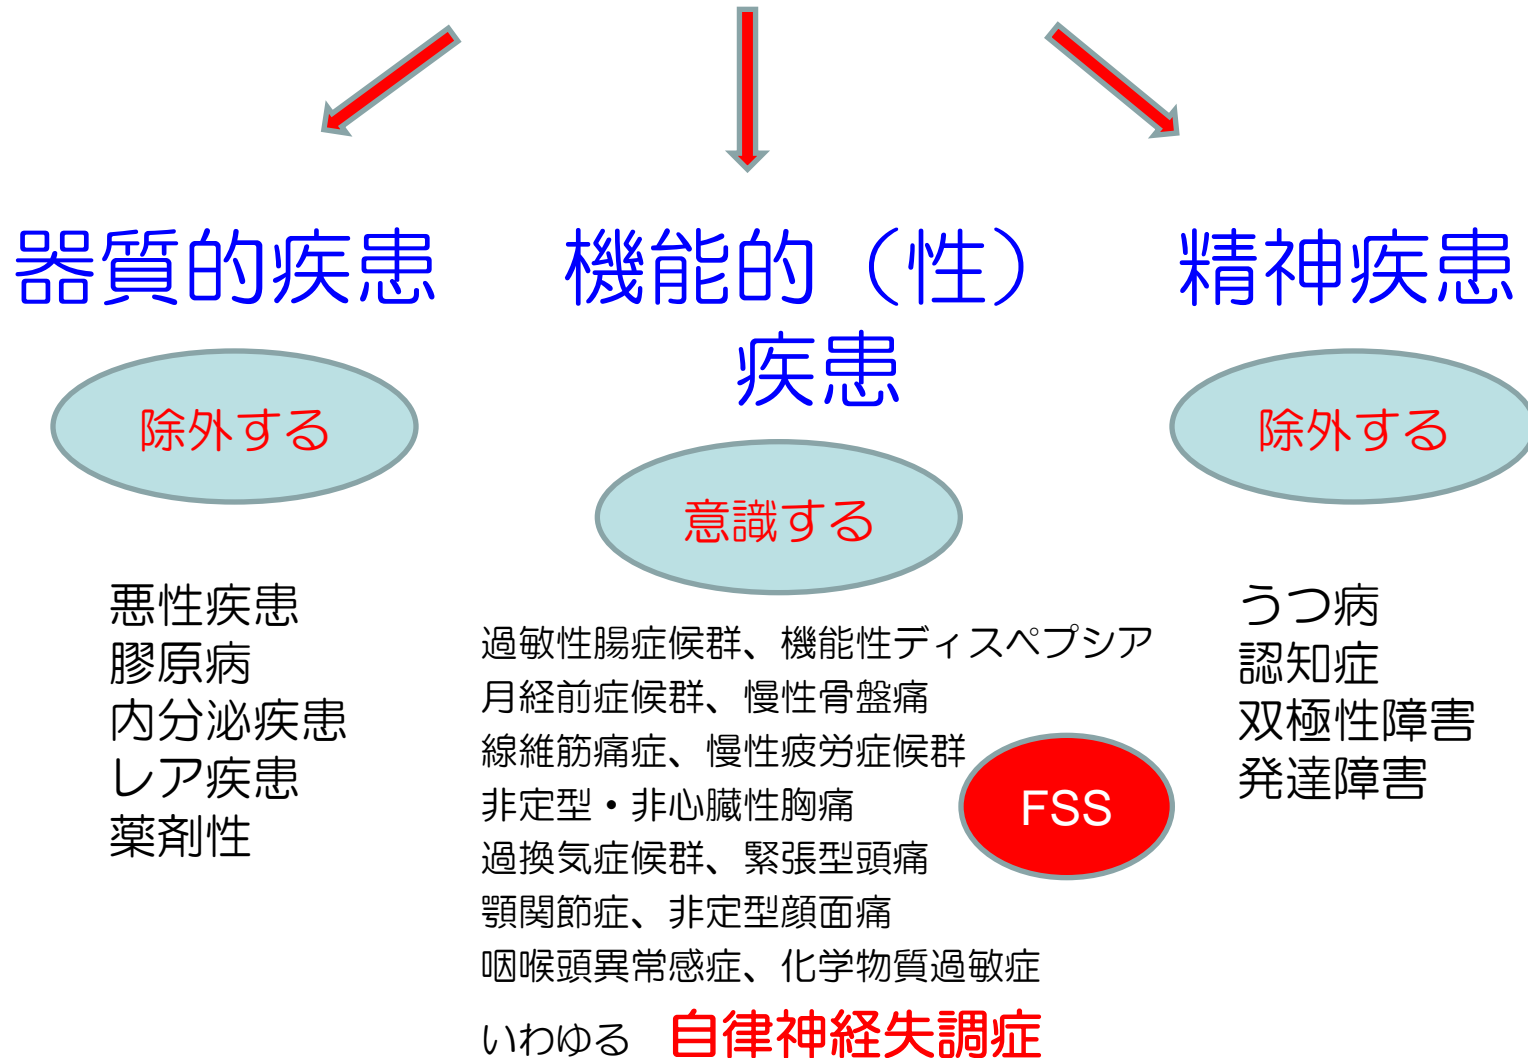 器質的疾患
除外する
悪性疾患
膠原病
内分泌疾患
レア疾患
薬剤性
機能的（性）
疾患
意識する
過敏性腸症候群、機能性ディスペプシア
月経前症候群、慢性骨盤痛
線維筋痛症、慢性疲労症候群
非定型・非心臓性胸痛
過換気症候群、緊張型頭痛
顎関節症、非定型顔面痛
咽喉頭異常感症、化学物質過敏症
いわゆる 自律神経失調症
FSS
精神疾患
除外する
うつ病
認知症
双極性障害
発達障害